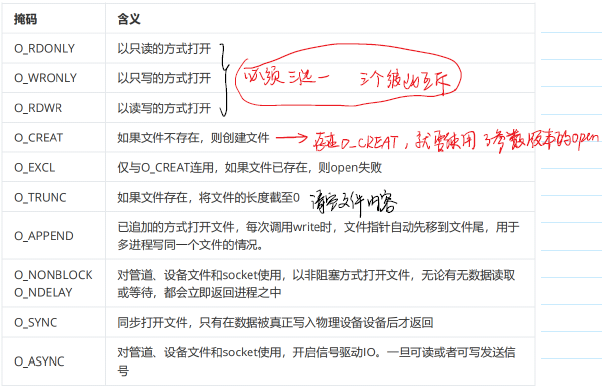 掩码 含义
O_RDONLY 以只读的方式打开
O_WRONLY 以只写的方式打开
必须三选一 三个彼此互斥
O_RDWR 以读写的方式打开
O_CREAT 如果文件不存在，则创建文件 存在O_CREAT，就要使用3参数版本的open
O_EXCL 仅与O_CREAT连用，如果文件已存在，则open失败
O_TRUNC 如果文件存在，将文件的长度截至0 清空文件内容
O_APPEND 已追加的方式打开文件，每次调用write时，文件指针自动先移到文件尾，用于
多进程写同一个文件的情况。
O_NONBLOCK 对管道、设备文件和socket使用，以非阻塞方式打开文件，无论有无数据读取
O_NDELAY 或等待，都会立即返回进程之中
O_SYNC 同步打开文件，只有在数据被真正写入物理设备设备后才返回
O_ASYNC 对管道、设备文件和socket使用，开启信号驱动IO。一旦可读或者可写发送信
号